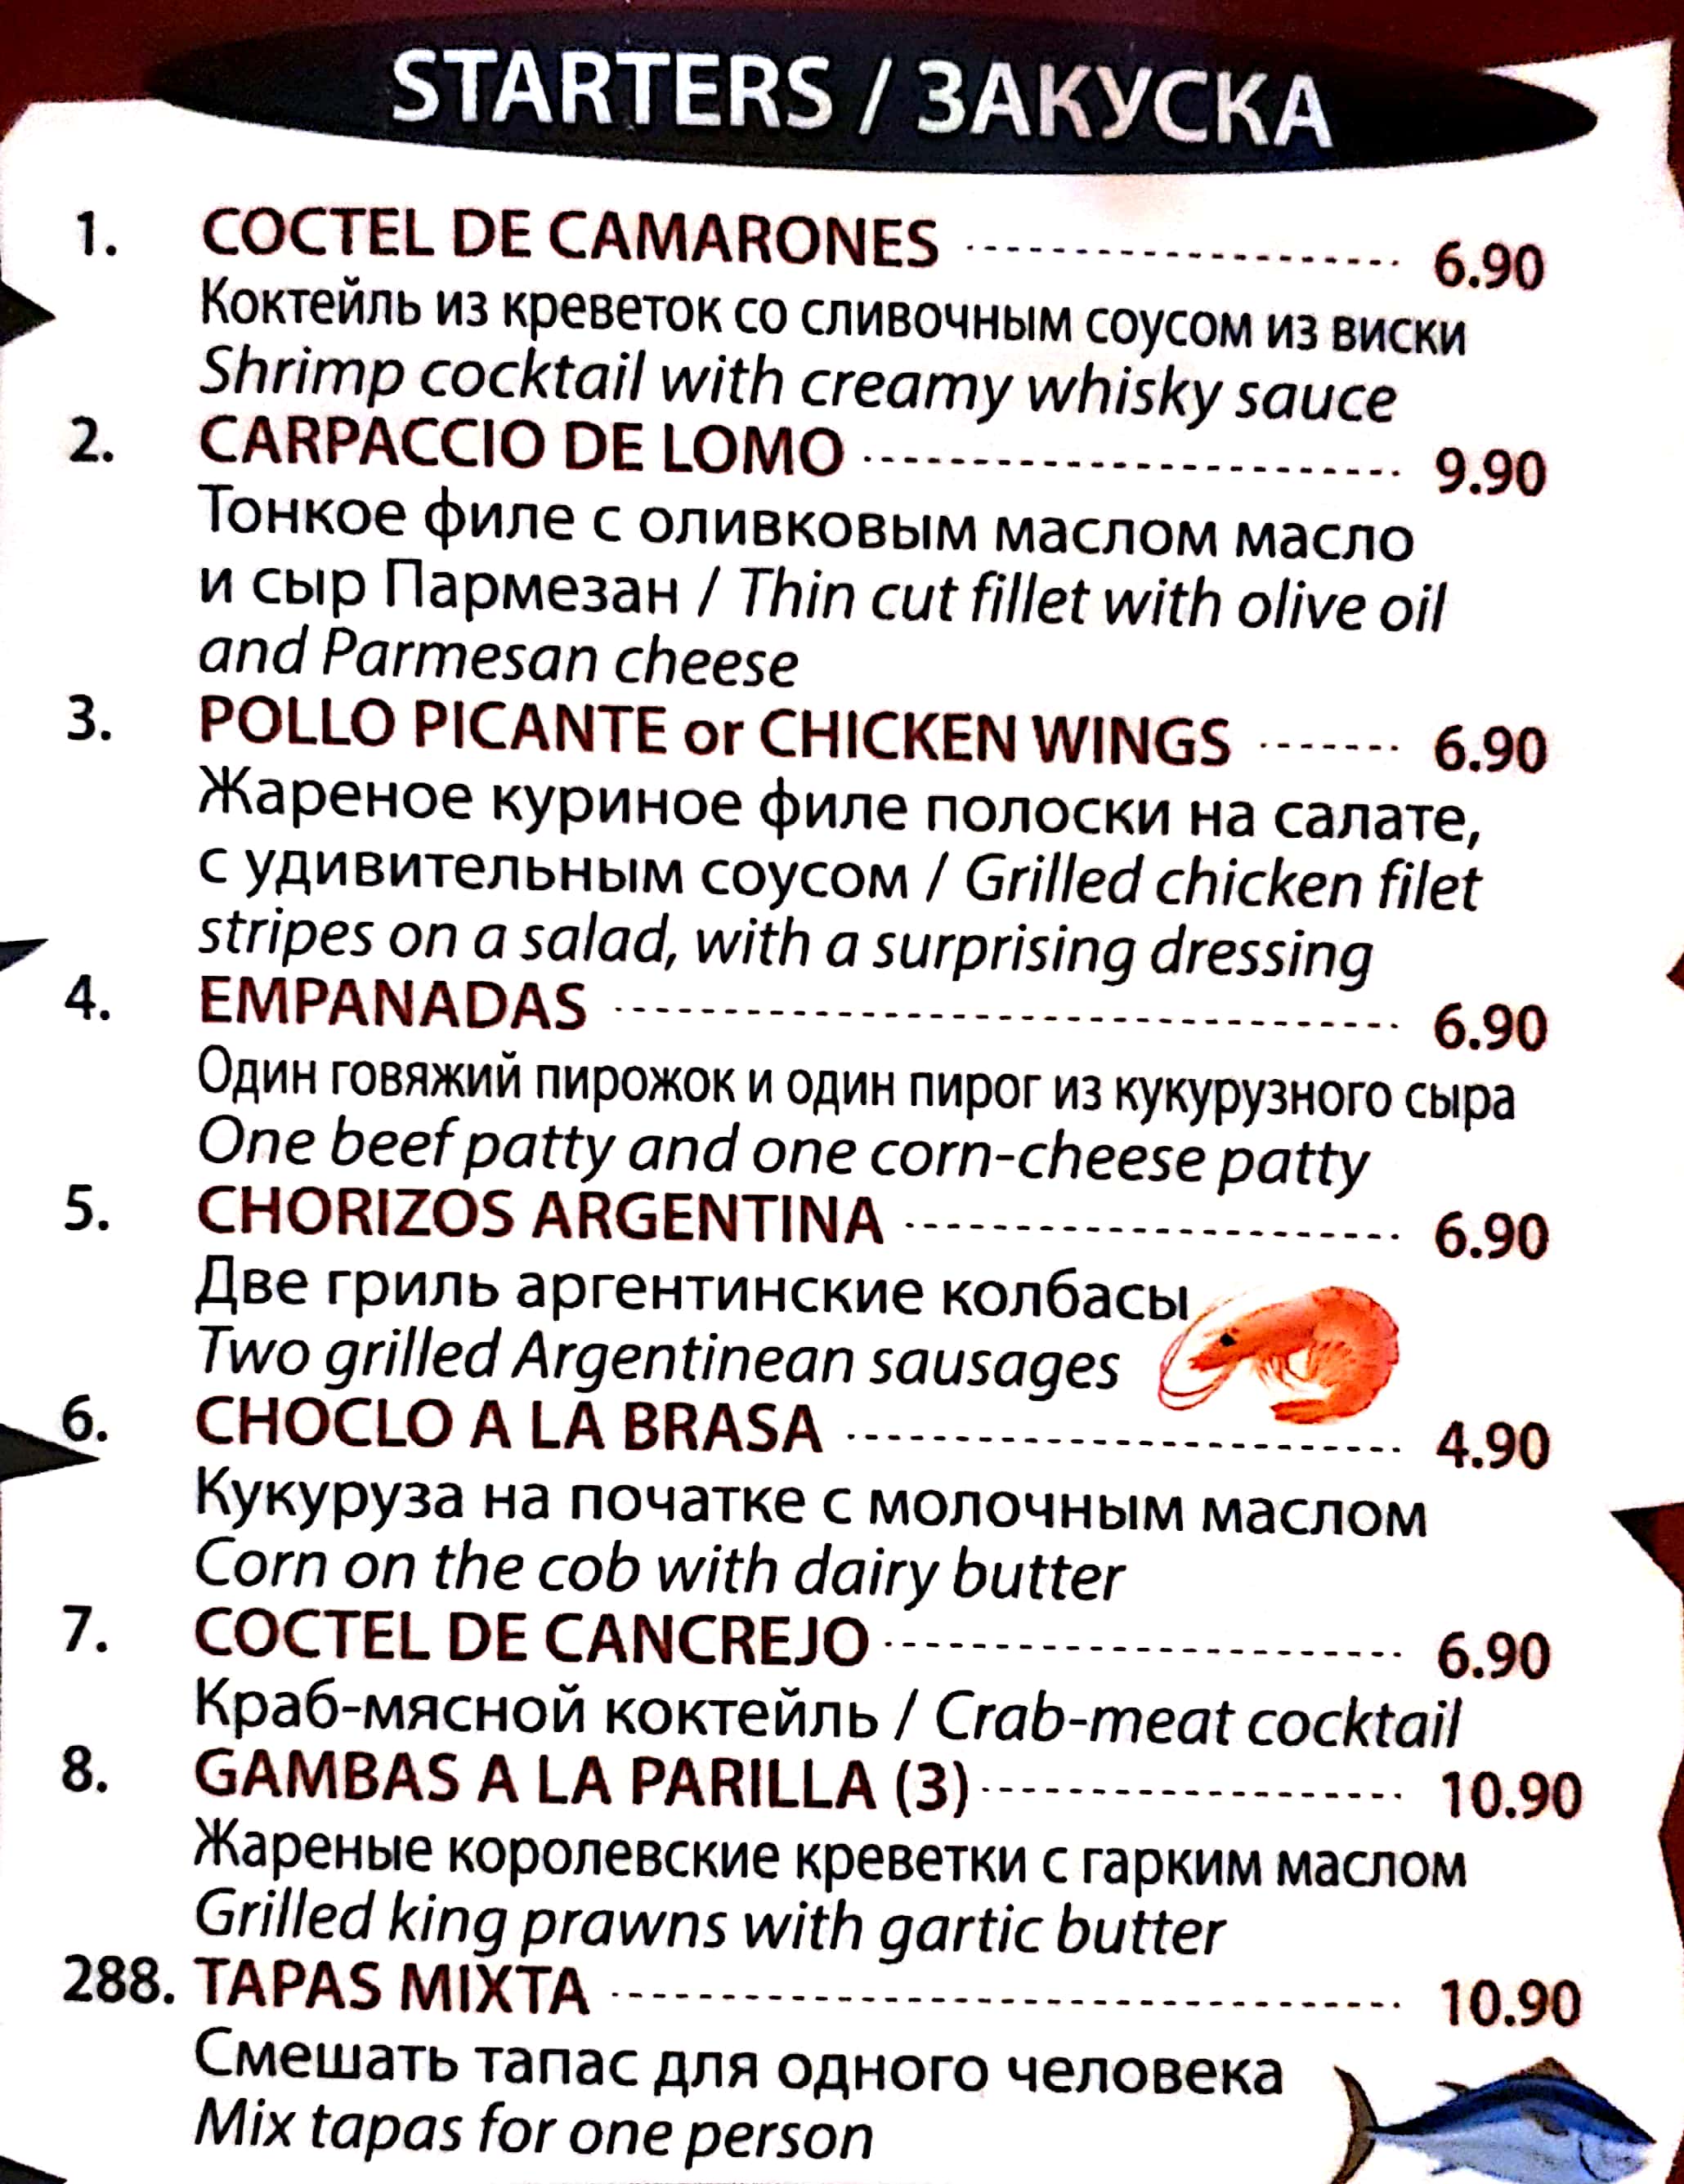 STARTERS / ЗАКУСКА
1. COCTEL DE CAMARONES 6.90
Коктейль из креветок со сливочным соусом из виски
Shrimp cocktail with creamy whisky sauce
2. CARPACCIO DE LOMO 9.90
Тонкое филе с оливковым маслом масло
и сыр Пармезан / Thin cut fillet with olive oil
and Parmesan cheese
3. POLLO PICANTE or CHICKEN WINGS 6.90
Жареное куриное филе полоски на салате,
с удивительным соусом / Grilled chicken filet
stripes on a salad, with a surprising dressing
4. EMPANADAS 6.90
Один говяжий пирожок и один пирог из кукурузного сыра
One beef patty and one corn-cheese patty
5. CHORIZOS ARGENTINA 6.90
Две гриль аргентинские колбасы
Two grilled Argentinean sausages
6. CHOCLO A LA BRASA 4.90
Кукуруза на початке с молочным маслом
Corn on the cob with dairy butter
7. COCTEL DE CANCREJO 6.90
Краб-мясной коктейль / Crab-meat cocktail
8. GAMBAS A LA PARILLA (3) 10.90
Жареные королевские креветки с гарким маслом
Grilled king prawns with gartic butter
288. TAPAS MIXTA 10.90
Смешать тапас для одного человека
Mix tapas for one person